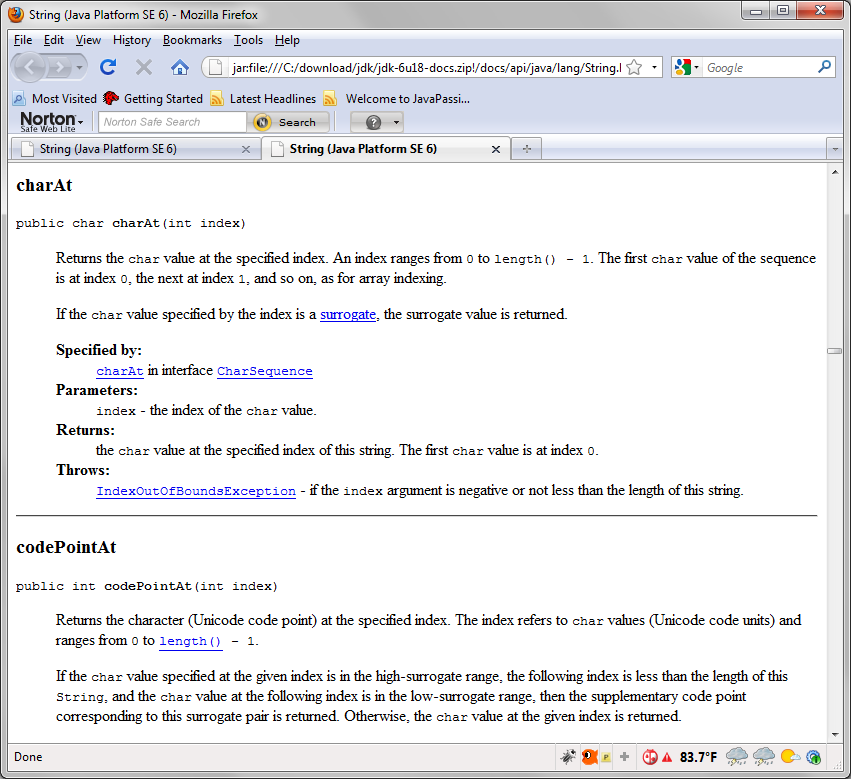 String (Java Platform SE 6) - Mozilla Firefox
File Edit View History Bookmarks Tools Help
jar:file:///C:/download/jdk/jdk-6u18-docs.zip!/docs/api/java/lang/String.l Google
Most Visited Getting Started Latest Headlines Welcome to JavaPassi...
Norton Safe Web Lite Norton Safe Search Search ?
String (Java Platform SE 6) String (Java Platform SE 6)
charAt
public char charAt(int index)
Returns the char value at the specified index. An index ranges from 0 to length() - 1. The first char value of the sequence
is at index 0, the next at index 1, and so on, as for array indexing.
If the char value specified by the index is a surrogate, the surrogate value is returned.
Specified by:
charAt in interface CharSequence
Parameters:
index - the index of the char value.
Returns:
the char value at the specified index of this string. The first char value is at index 0.
Throws:
IndexOutOfBoundsException - if the index argument is negative or not less than the length of this string.
codePointAt
public int codePointAt(int index)
Returns the character (Unicode code point) at the specified index. The index refers to char values (Unicode code units) and
ranges from 0 to length() - 1.
If the char value specified at the given index is in the high-surrogate range, the following index is less than the length of this
String, and the char value at the following index is in the low-surrogate range, then the supplementary code point
corresponding to this surrogate pair is returned. Otherwise, the char value at the given index is returned.
Done P 83.7°F